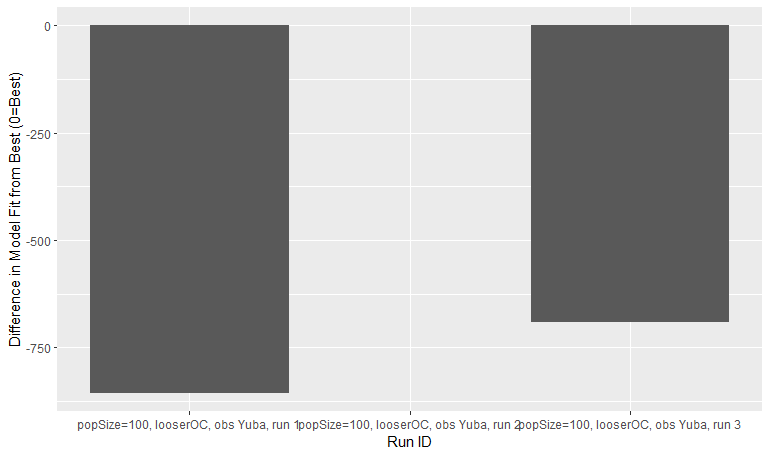 Difference in Model Fit from Best (0=Best)
0
-250
-500
-750
popSize=100, looserOC, obs Yuba, run 1
popSize=100, looserOC, obs Yuba, run 2
popSize=100, looserOC, obs Yuba, run 3
Run ID